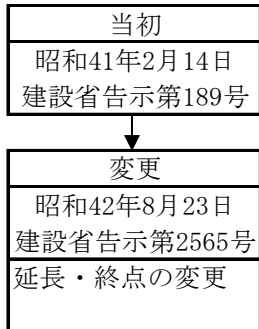 当初
昭和41年2月14日
建設省告示第189号
変更
昭和42年8月23日
建設省告示第2565号
延長・終点の変更